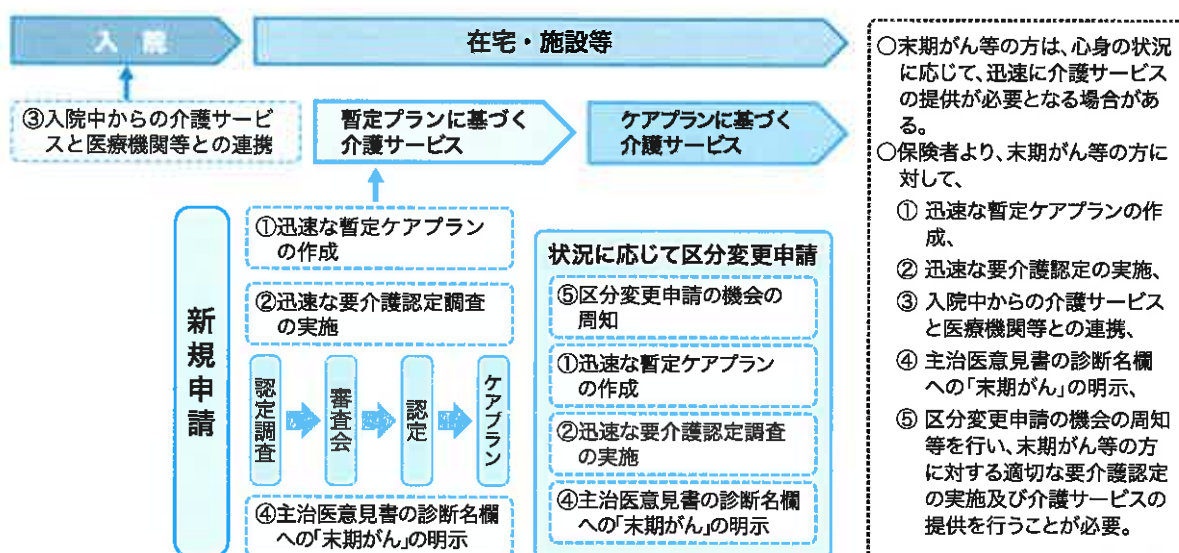 入 院
在宅・施設等
③入院中からの介護サービ
スと医療機関等との連携
暫定プランに基づく
介護サービス
ケアプランに基づく
介護サービス
新規申請
①迅速な暫定ケアプラン
の作成
②迅速な要介護認定調査
の実施
認定調査
審査会
認定
ケアプラン
④主治医意見書の診断名欄
への「末期がん」の明示
状況に応じて区分変更申請
⑤区分変更申請の機会の
周知
①迅速な暫定ケアプラン
の作成
②迅速な要介護認定調査
の実施
④主治医意見書の診断名欄
への「末期がん」の明示
○末期がん等の方は、心身の状況
に応じて、迅速に介護サービス
の提供が必要となる場合があ
る。
○保険者より、末期がん等の方に
対して、
① 迅速な暫定ケアプランの作
成、
② 迅速な要介護認定の実施、
③ 入院中からの介護サービス
と医療機関等との連携、
④ 主治医意見書の診断名欄
への「末期がん」の明示、
⑤ 区分変更申請の機会の周知
等を行い、末期がん等の方
に対する適切な要介護認定
の実施及び介護サービスの
提供を行うことが必要。